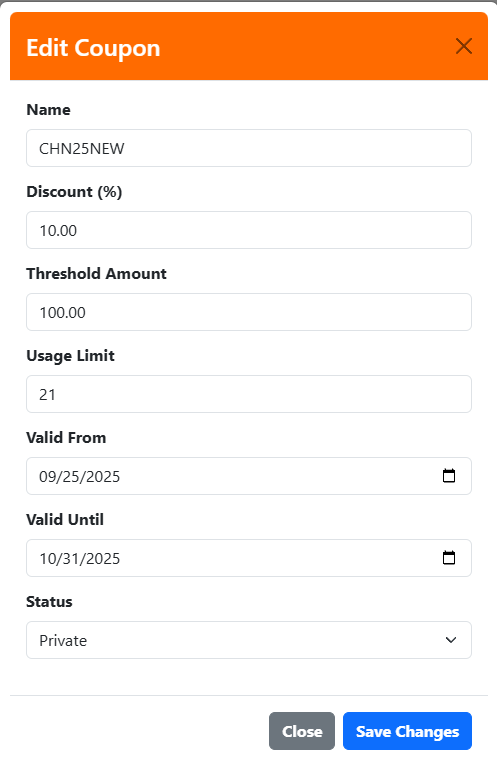 Edit Coupon
Name
CHN25NEW
Discount (%)
10.00
Threshold Amount
100.00
Usage Limit
21
Valid From
09/25/2025
Valid Until
10/31/2025
Status
Private
Close Save Changes